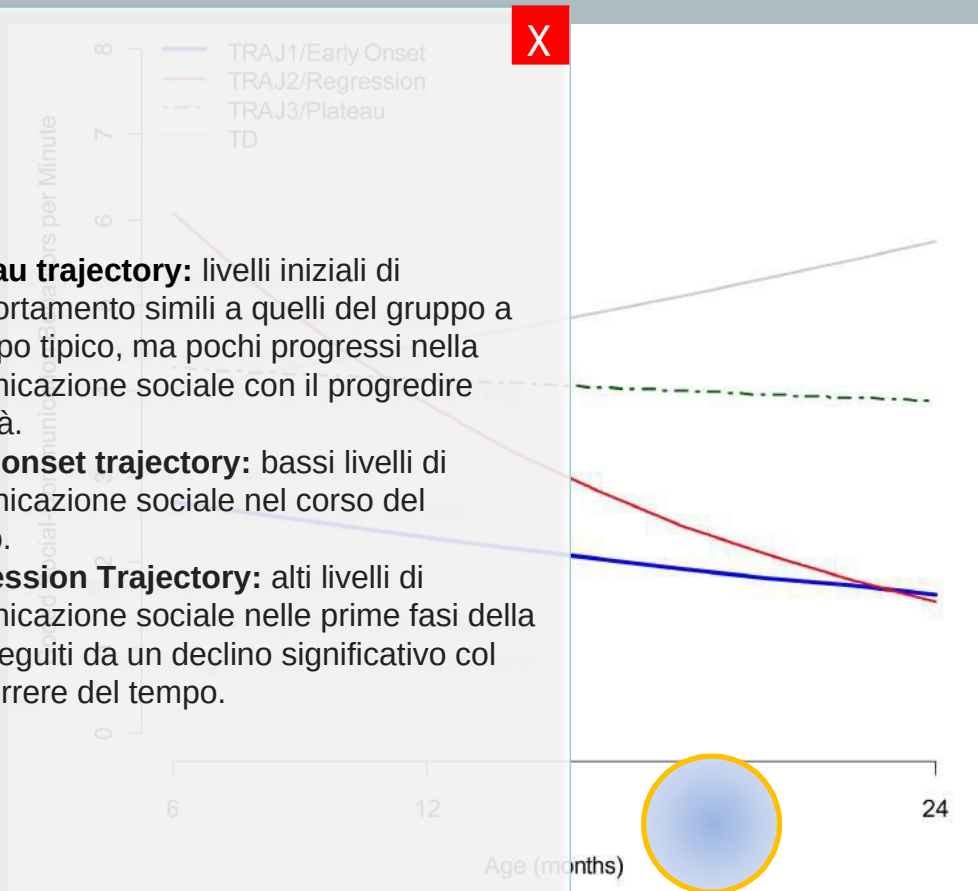 X
8
TRAJ1/Early Onset
TRAJ2/Regression
7
TRAJ3/Plateau
TD
6
au trajectory: livelli iniziali di
ortamento simili a quelli del gruppo a
po tipico, ma pochi progressi nella
nicazione sociale con il progredire
à.
onset trajectory: bassi livelli di
nicazione sociale nel corso del
o.
ession Trajectory: alti livelli di
nicazione sociale nelle prime fasi della
eguiti da un declino significativo col
rrere del tempo.
per Minute
0
6
12
24
Age (months)